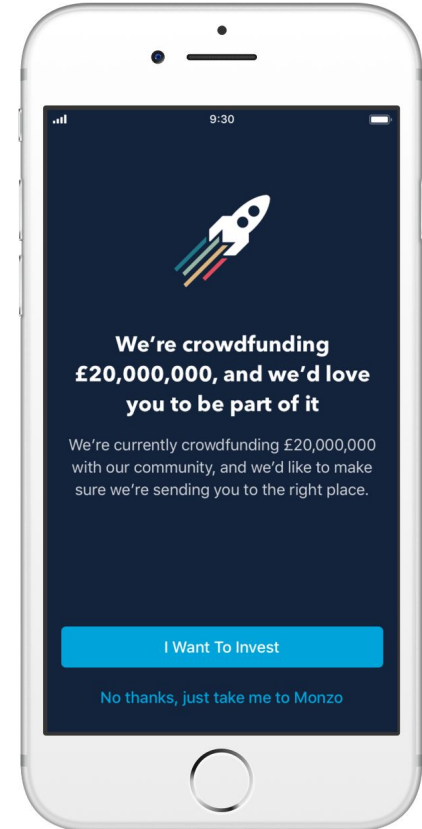 9:30
We’re crowdfunding
£20,000,000, and we’d love
you to be part of it
We’re currently crowdfunding £20,000,000
with our community, and we’d like to make
sure we’re sending you to the right place.
I Want To Invest
No thanks, just take me to Monzo